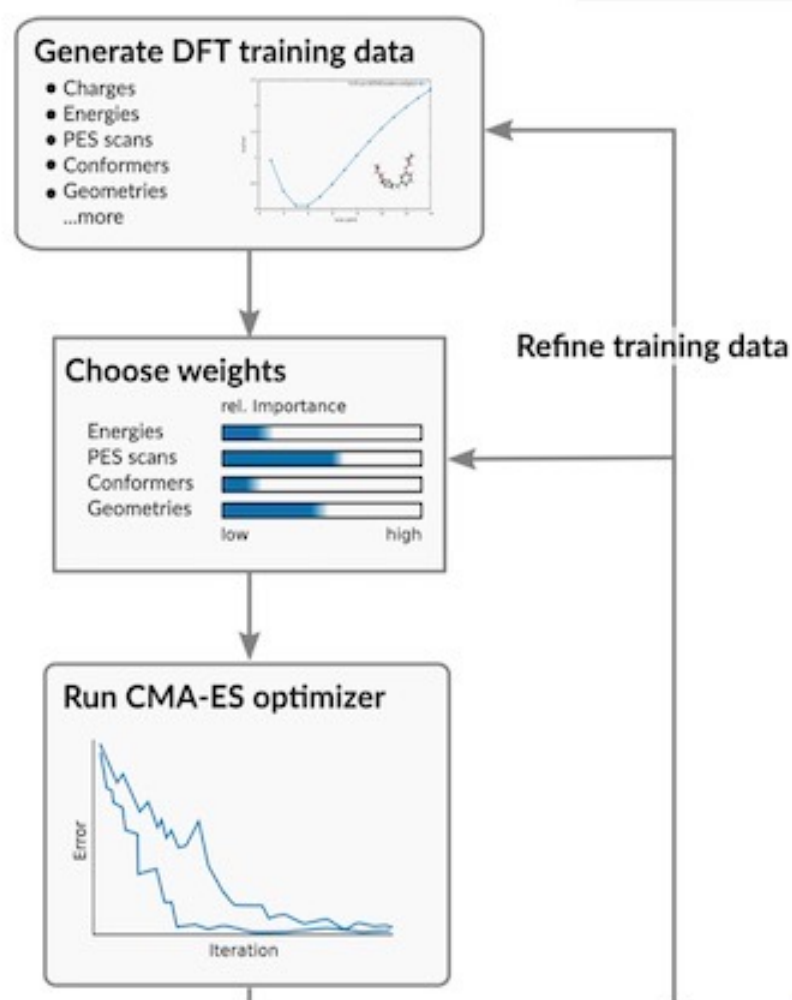 Generate DFT training data
• Charges
• Energies
• PES scans
• Conformers
• Geometries
...more
Refine training data
Choose weights
rel. Importance
Energies
PES scans
Conformers
Geometries
low high
Run CMA-ES optimizer
Error
Iteration